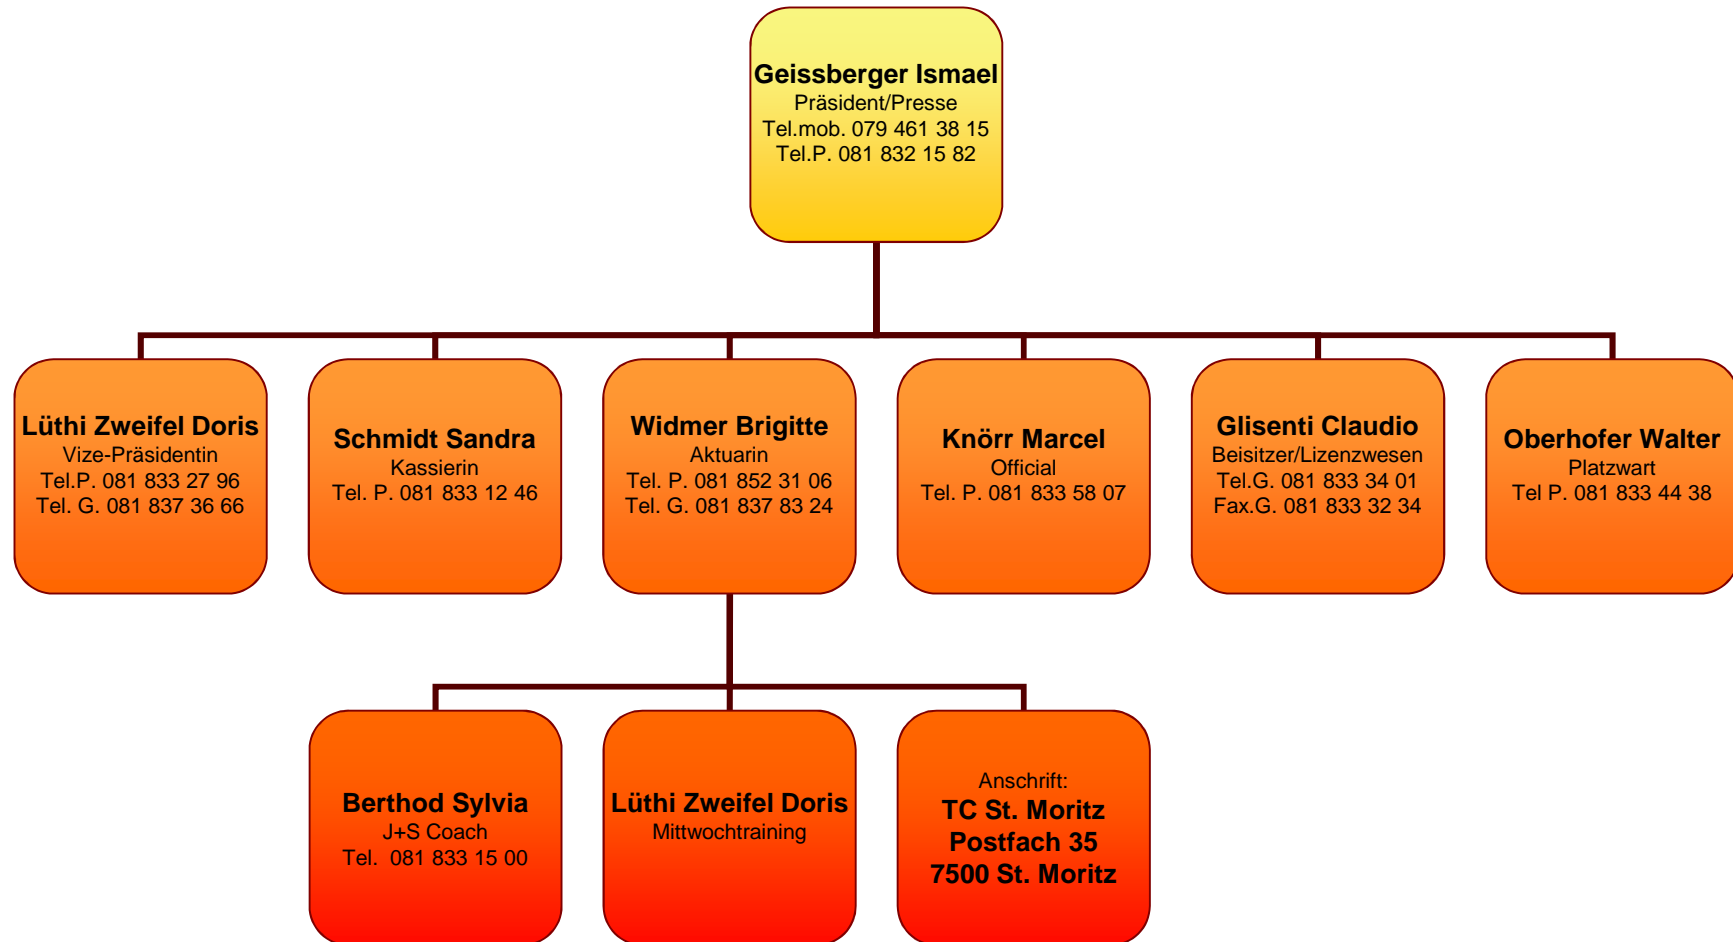 Geissberger Ismael
Präsident/Presse
Tel.mob. 079 461 38 15
Tel.P. 081 832 15 82
Lüthi Zweifel Doris
Vize-Präsidentin
Tel.P. 081 833 27 96
Tel. G. 081 837 36 66
Schmidt Sandra
Kassierin
Tel. P. 081 833 12 46
Widmer Brigitte
Aktuarin
Tel. P. 081 852 31 06
Tel. G. 081 837 83 24
Knörr Marcel
Official
Tel. P. 081 833 58 07
Glisenti Claudio
Beisitzer/Lizenzwesen
Tel.G. 081 833 34 01
Fax.G. 081 833 32 34
Oberhofer Walter
Platzwart
Tel P. 081 833 44 38
Berthod Sylvia
J+S Coach
Tel.  081 833 15 00
Lüthi Zweifel Doris
Mittwochtraining
Anschrift:
TC St. Moritz
Postfach 35
7500 St. Moritz